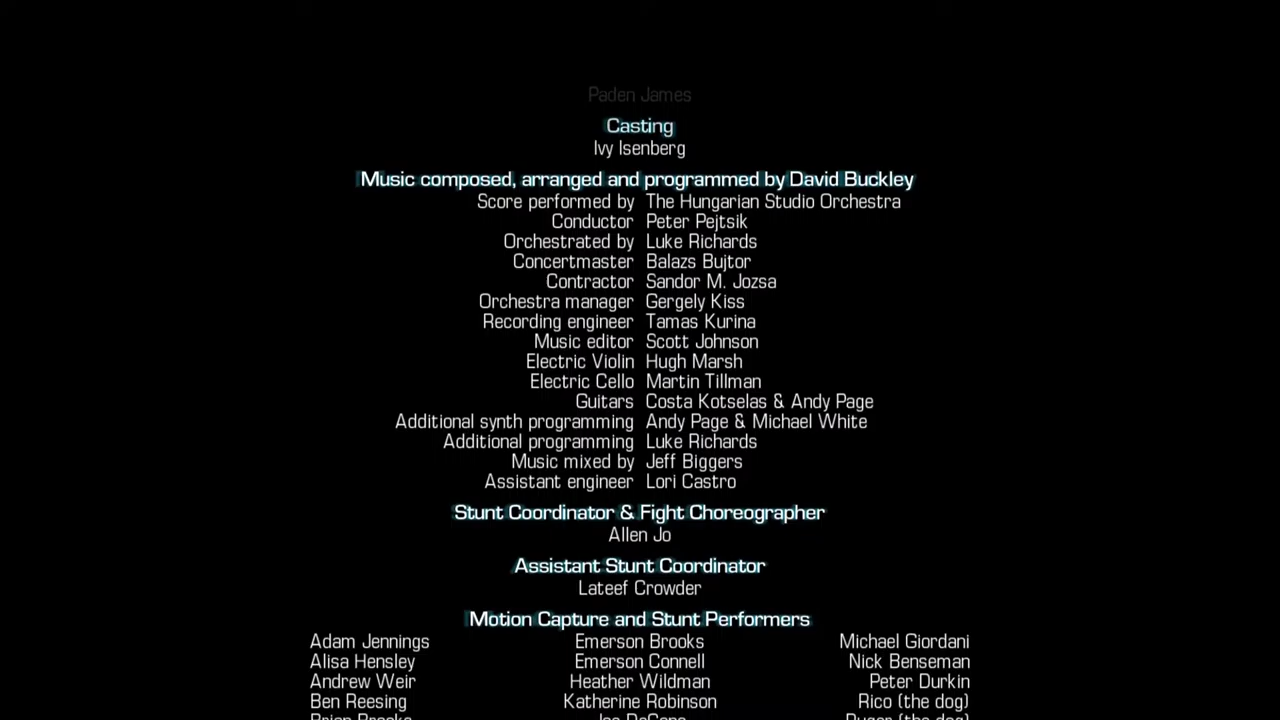 Paden James
Casting
Ivy Isenberg
Music composed, arranged and programmed by David Buckley
Score performed by The Hungarian Studio Orchestra
Conductor Peter Pejtsik
Orchestrated by Luke Richards
Concertmaster Balazs Bujtor
Contractor Sandor M. Jozsa
Orchestra manager Gergely Kiss
Recording engineer Tamas Kurina
Music editor Scott Johnson
Electric Violin Hugh Marsh
Electric Cello Martin Tillman
Guitars Costa Kotselas & Andy Page
Additional synth programming Andy Page & Michael White
Additional programming Luke Richards
Music mixed by Jeff Biggers
Assistant engineer Lori Castro
Stunt Coordinator & Fight Choreographer
Allen Jo
Assistant Stunt Coordinator
Lateef Crowder
Motion Capture and Stunt Performers
Adam Jennings Emerson Brooks Michael Giordani
Alisa Hensley Emerson Connell Nick Benseman
Andrew Weir Heather Wildman Peter Durkin
Ben Reesing Katherine Robinson Rico (the dog)
(the dog)